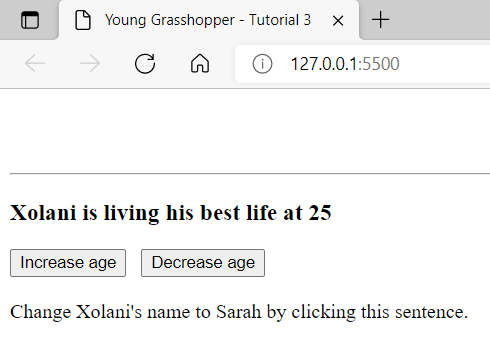 Young Grasshopper - Tutorial 3
127.0.0.1:5500
Xolani is living his best life at 25
Increase age Decrease age
Change Xolani's name to Sarah by clicking this sentence.